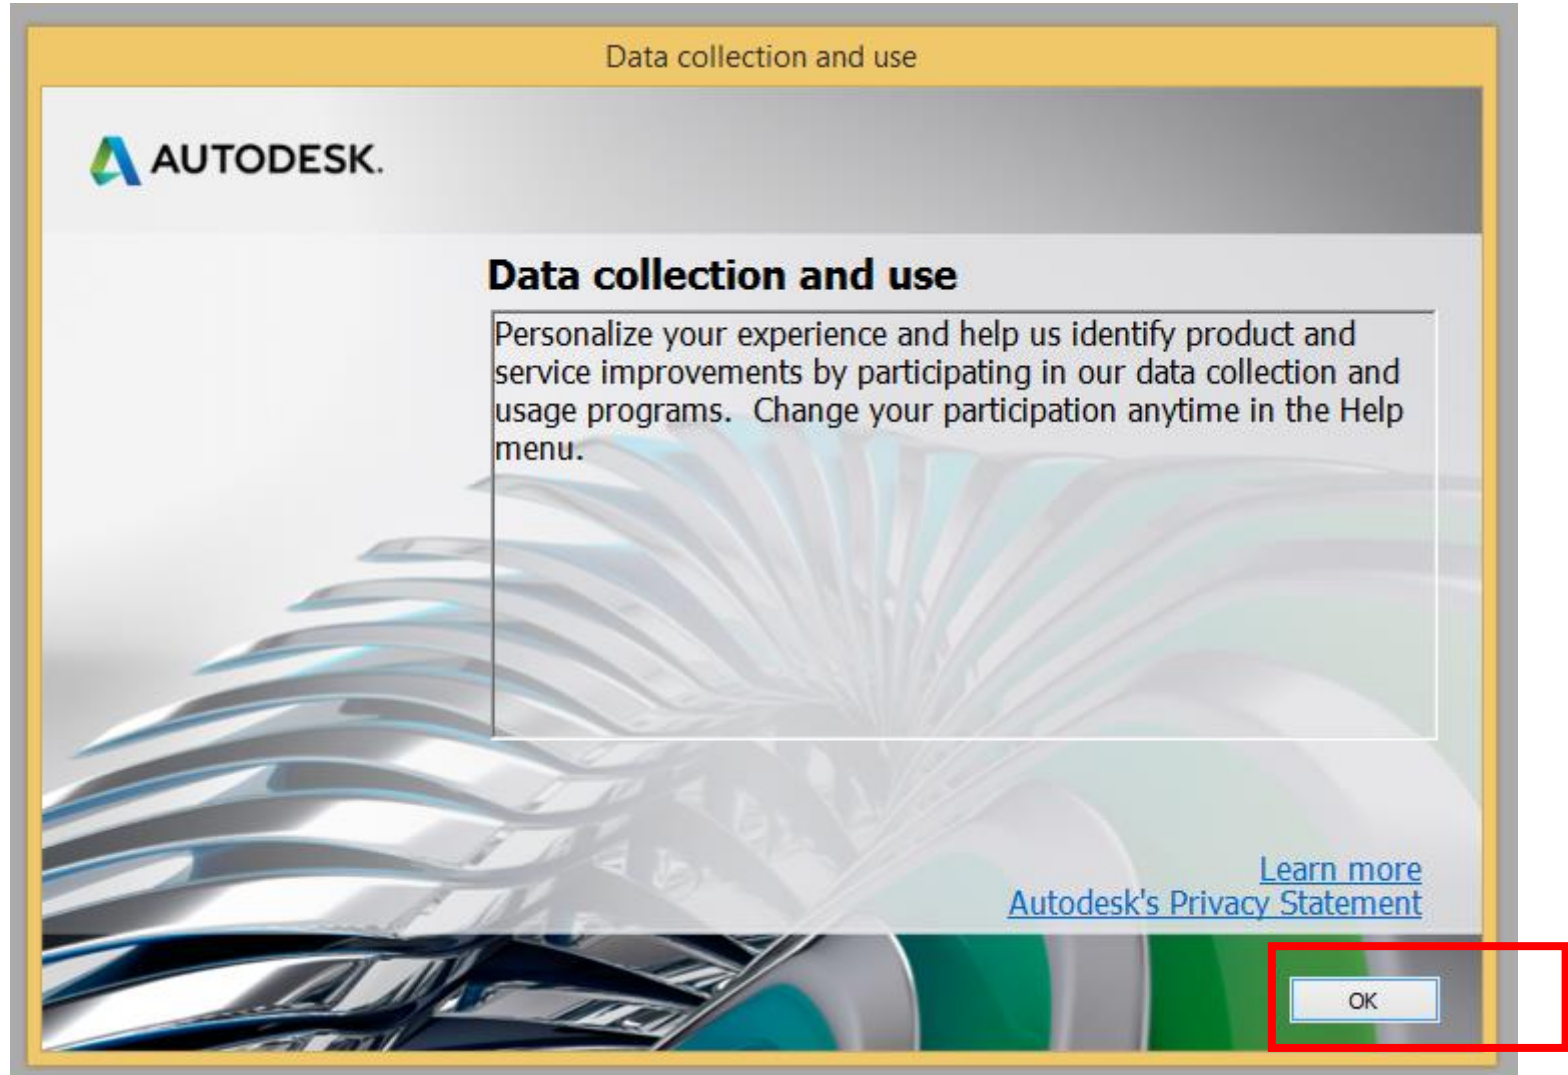 Data collection and use
AUTODESK.
Data collection and use
Personalize your experience and help us identify product and
service improvements by participating in our data collection and
usage programs.  Change your participation anytime in the Help
menu.
Learn more
Autodesk's Privacy Statement
OK